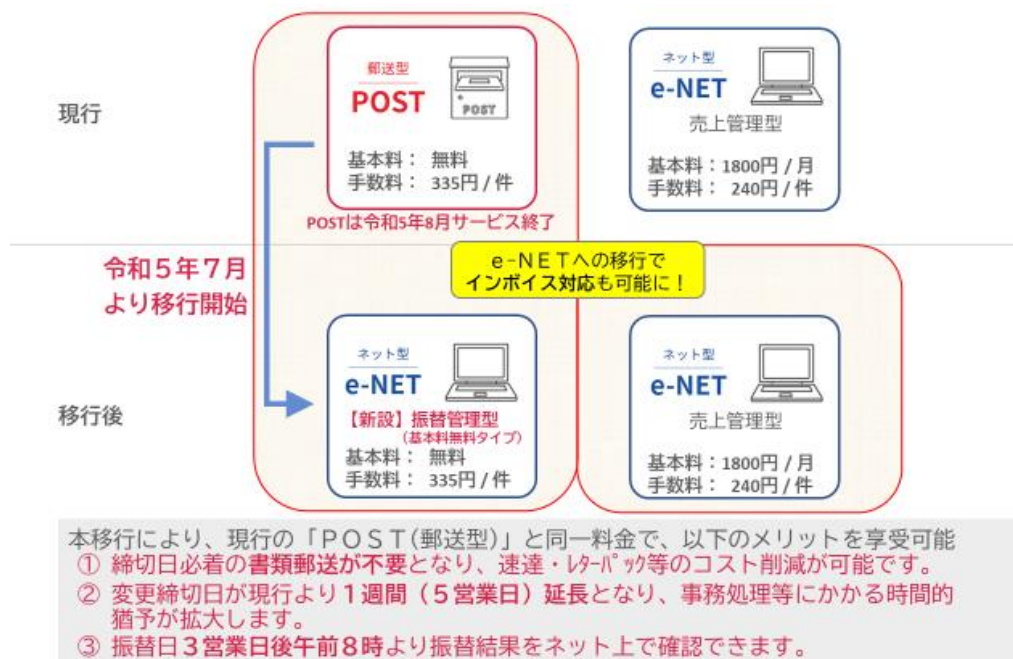 現行
郵送型
POST
POST
基本料： 無料
手数料： 335円 / 件
POSTは令和5年8月サービス終了
ネット型
e-NET
売上管理型
基本料：1800円 / 月
手数料： 240円 / 件
令和５年７月
より移行開始
e-ＮＥＴへの移行で
インボイス対応も可能に！
移行後
ネット型
e-NET
【新設】振替管理型
（基本料無料タイプ）
基本料： 無料
手数料： 335円 / 件
ネット型
e-NET
売上管理型
基本料：1800円 / 月
手数料： 240円 / 件
本移行により、現行の「ＰＯＳＴ(郵送型)」と同一料金で、以下のメリットを享受可能
① 締切日必着の書類郵送が不要となり、速達・ﾚﾀｰﾊﾟｯｸ等のコスト削減が可能です。
② 変更締切日が現行より１週間（５営業日）延長となり、事務処理等にかかる時間的
猶予が拡大します。
③ 振替日３営業日後午前８時より振替結果をネット上で確認できます。